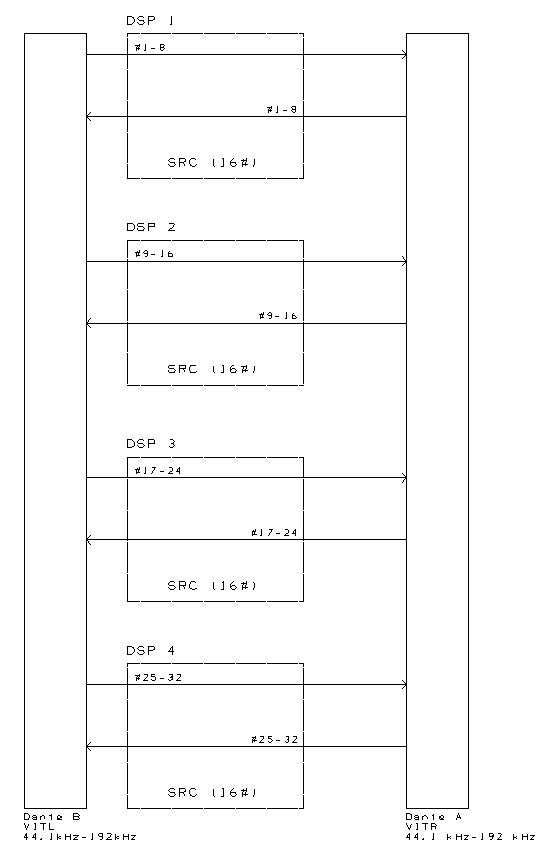 DSP 1
#1-8
#1-8
SRC (16#)
DSP 2
#9-16
#9-16
SRC (16#)
DSP 3
#17-24
#17-24
SRC (16#)
DSP 4
#25-32
#25-32
SRC (16#)
Dante B
VITL
44.1kHz-192kHz
Dante A
VITR
44.1 kHz-192 kHz